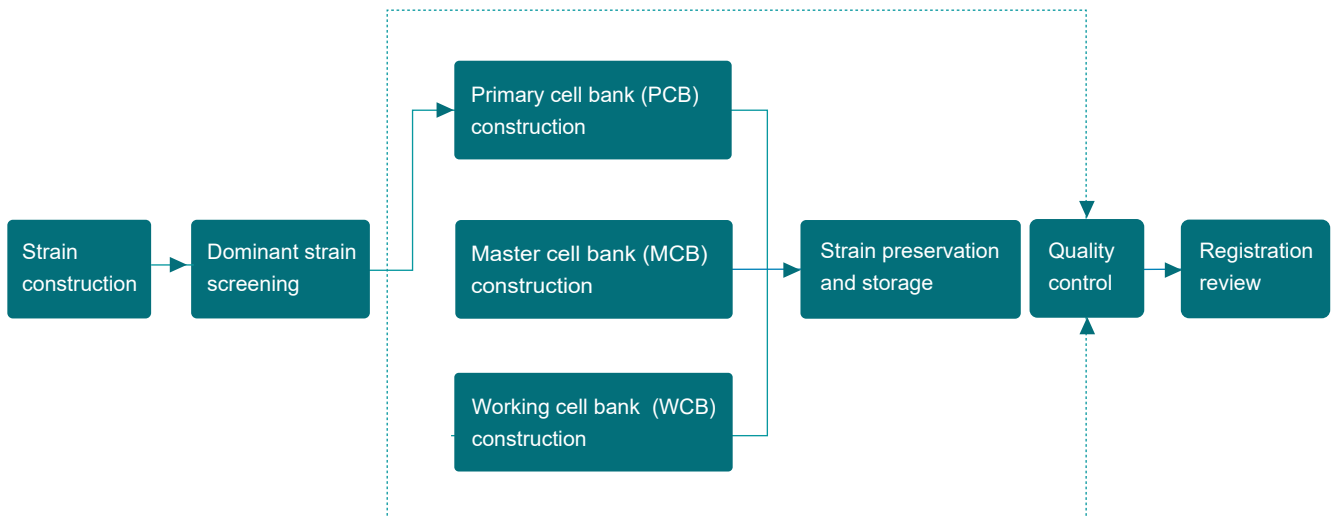 Strain
construction
Dominant strain
screening
Primary cell bank (PCB)
construction
Master cell bank (MCB)
construction
Working cell bank (WCB)
construction
Strain preservation
and storage
Quality
control
Registration
review